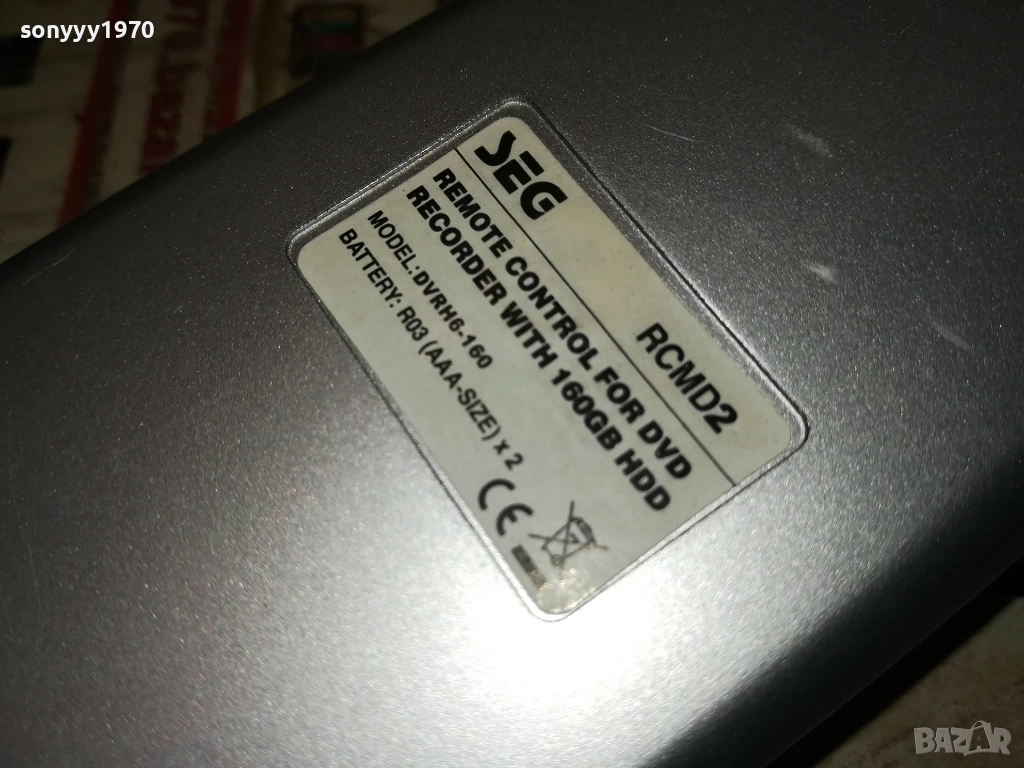 sonyyy1970
SEG
RCMD2
REMOTE CONTROL FOR DVD
RECORDER WITH 160GB HDD
MODEL: DVRH6-160
BATTERY: R03 (AAA-SIZE) x 2
CE
BAZAR